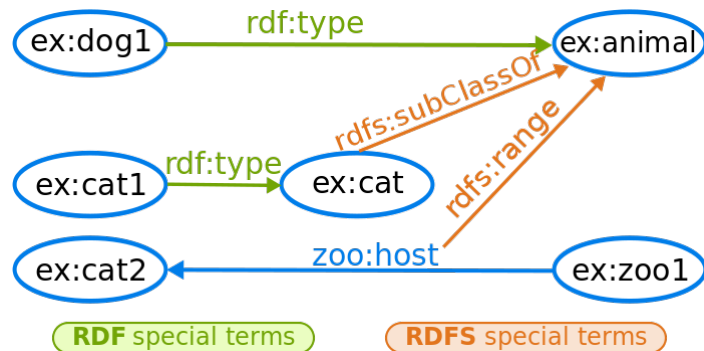 rdf:type
ex:dog1
ex:animal
rdfs:subClassOf
rdf:type
rdfs:range
ex:cat1
ex:cat
zoo:host
ex:cat2
ex:zoo1
RDF special terms
RDFS special terms